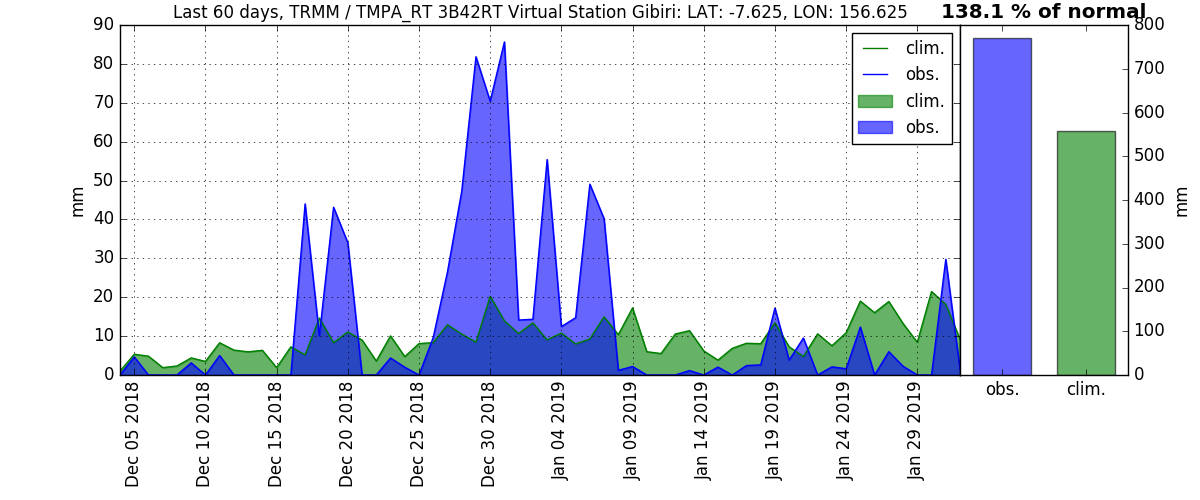 Last 60 days, TRMM / TMPA_RT 3B42RT Virtual Station Gibiri: LAT: -7.625, LON: 156.625
138.1 % of normal
90
80
70
60
50
40
30
20
10
0
mm
clim.
obs.
clim.
obs.
Dec 05 2018
Dec 10 2018
Dec 15 2018
Dec 20 2018
Dec 25 2018
Dec 30 2018
Jan 04 2019
Jan 09 2019
Jan 14 2019
Jan 19 2019
Jan 24 2019
Jan 29 2019
800
700
600
500
400
300
200
100
0
mm
obs.
clim.